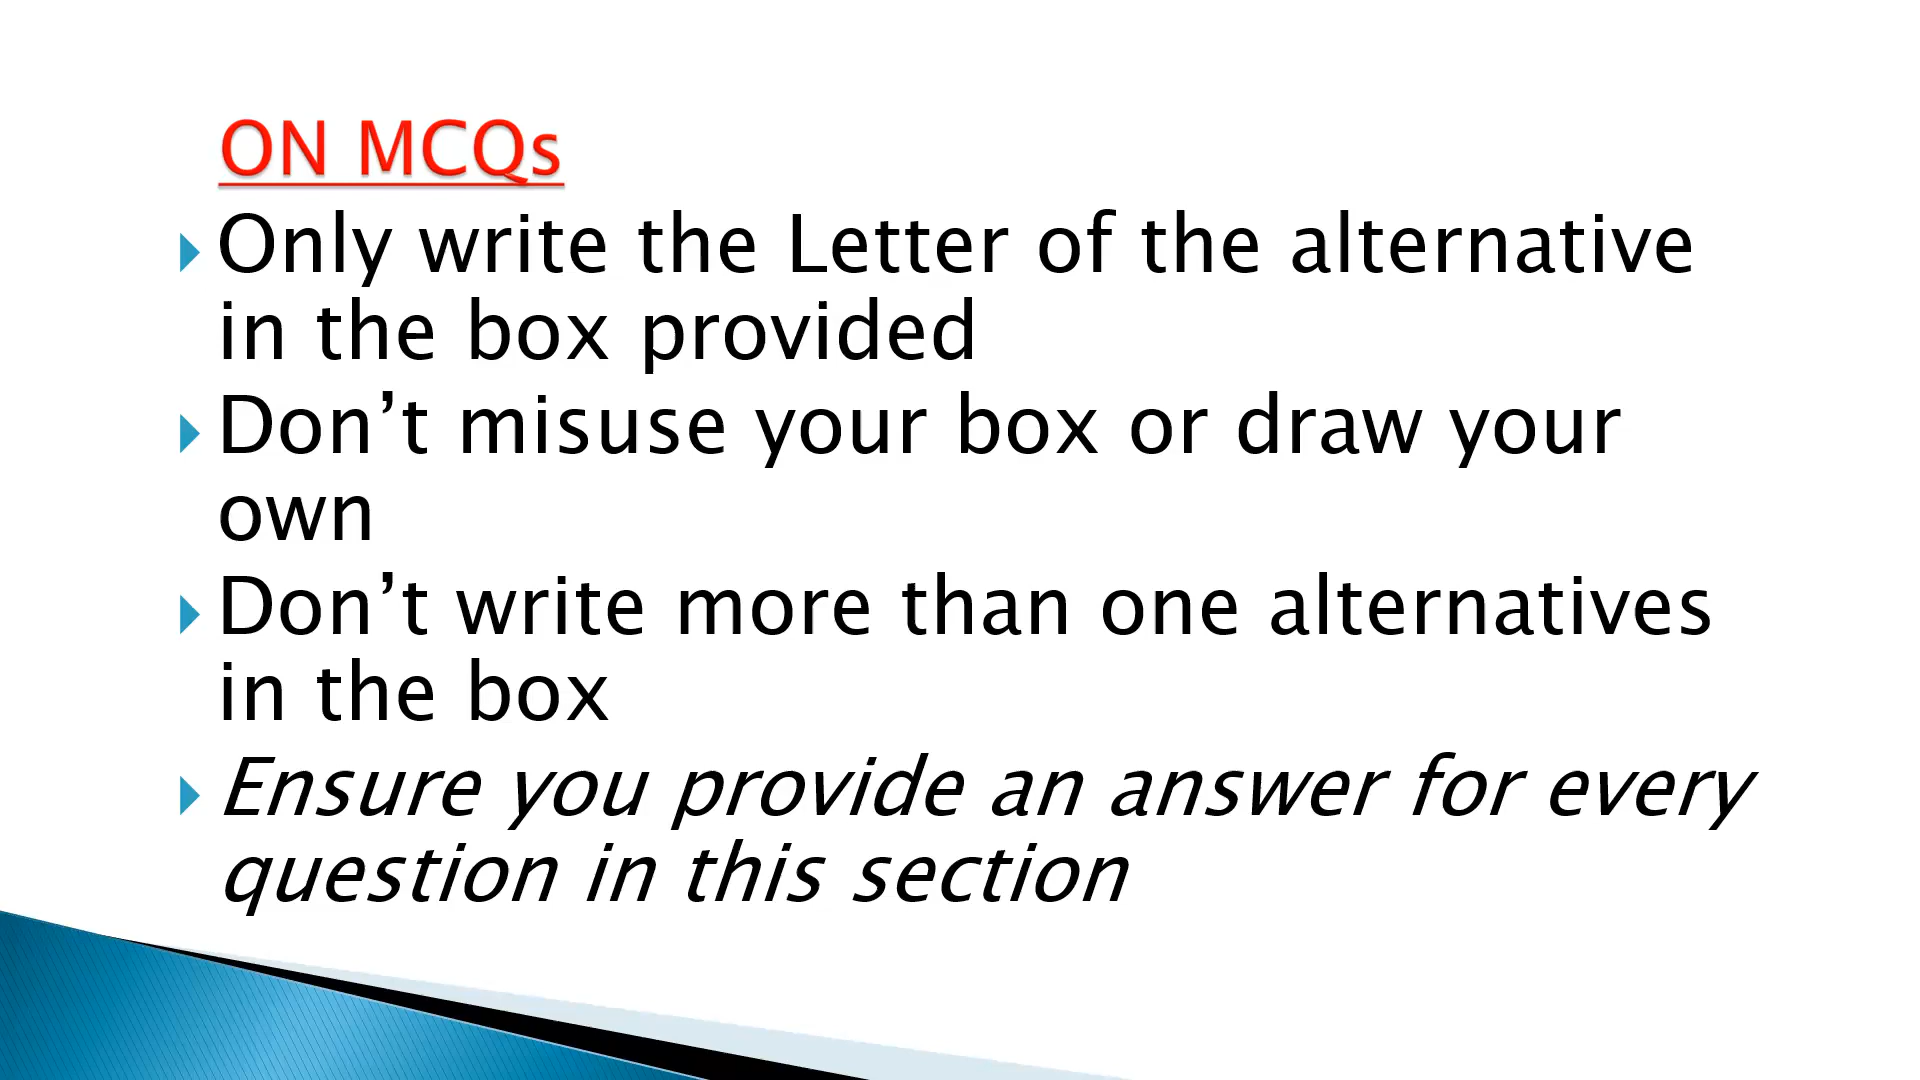 ON MCQs
Only write the Letter of the alternative
in the box provided
Don’t misuse your box or draw your
own
Don’t write more than one alternatives
in the box
Ensure you provide an answer for every
question in this section